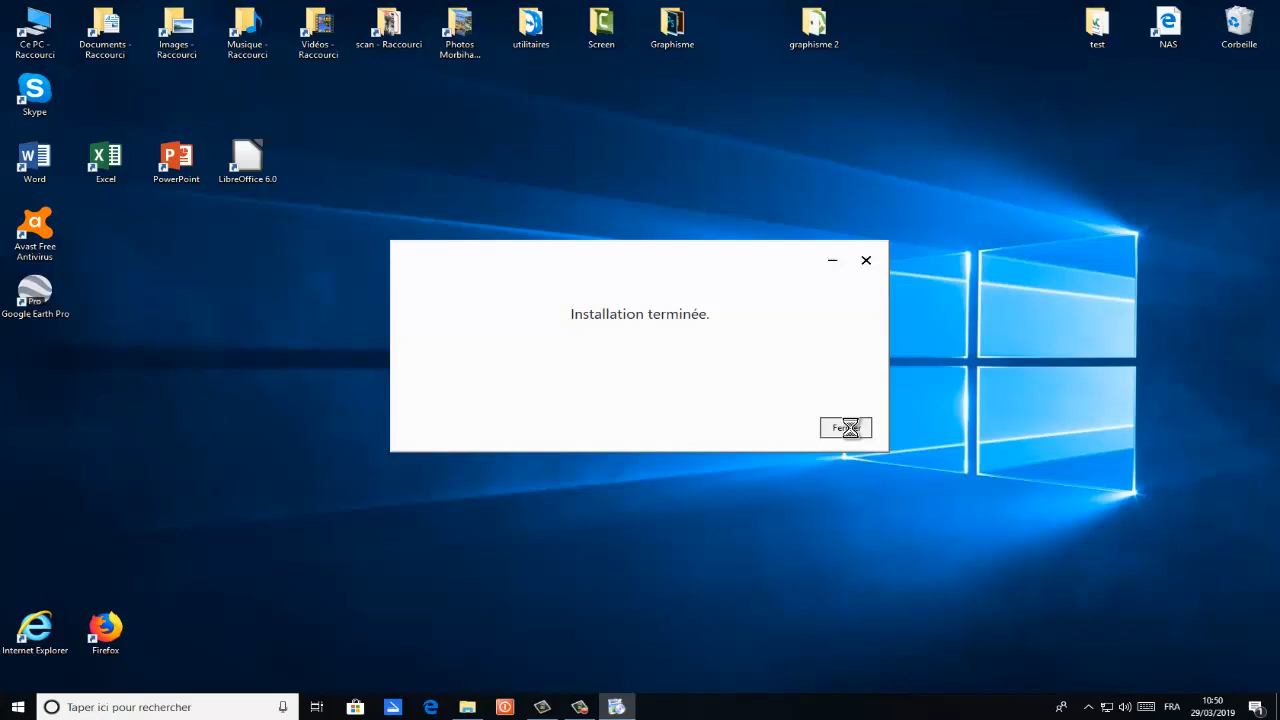 Ce PC -
Raccourci
Documents -
Raccourci
Images -
Raccourci
Musique -
Raccourci
Vidéos -
Raccourci
scan - Raccourci
Photos
Morbiha...
utilitaires
Screen
Graphisme
graphisme 2
test
NAS
Corbeille
Skype
Word
Excel
PowerPoint
LibreOffice 6.0
Avast Free
Antivirus
Pro
Google Earth Pro
Installation terminée.
Internet Explorer
Firefox
Taper ici pour rechercher
FRA
10:50
29/03/2019
1